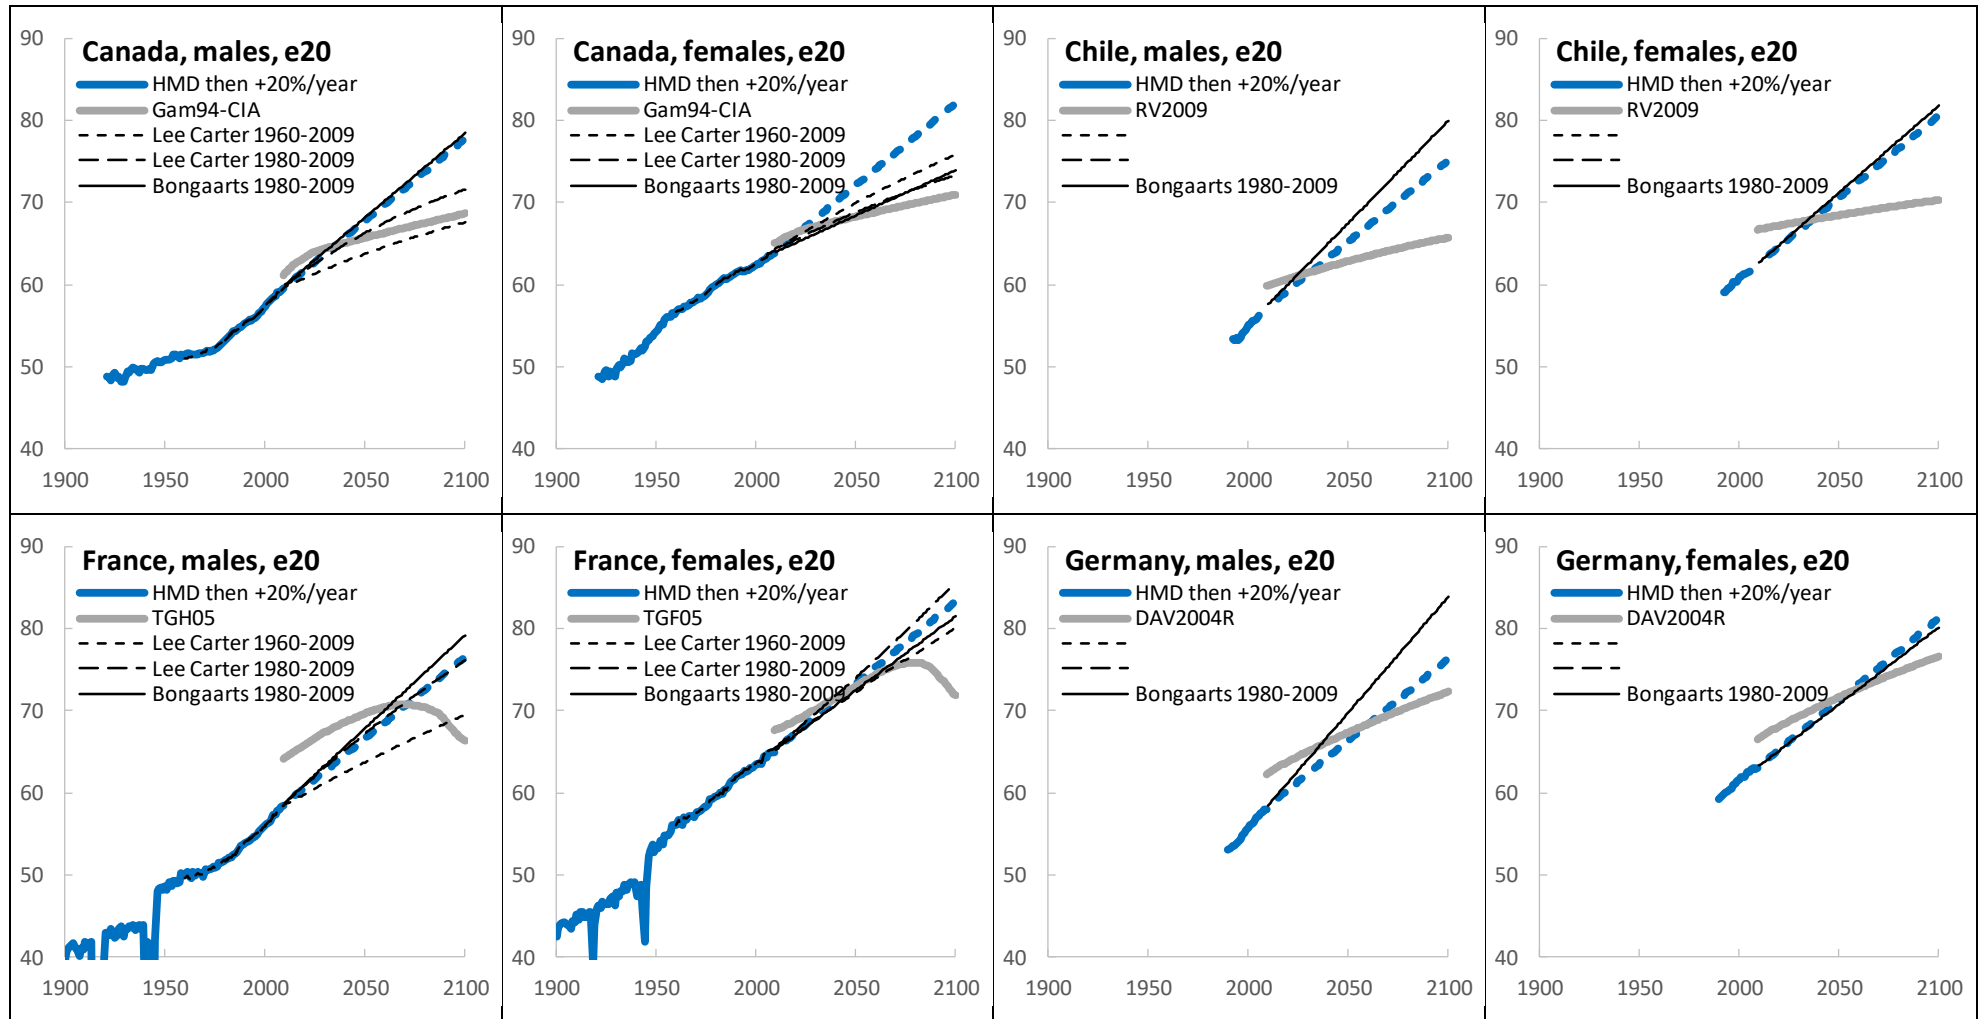 Canada, males, e20
HMD then +20%/year
Gam94-CIA
Lee Carter 1960-2009
Lee Carter 1980-2009
Bongaarts 1980-2009
90
80
70
60
50
40
1900 1950 2000 2050 2100
Canada, females, e20
HMD then +20%/year
Gam94-CIA
Lee Carter 1960-2009
Lee Carter 1980-2009
Bongaarts 1980-2009
90
80
70
60
50
40
1900 1950 2000 2050 2100
Chile, males, e20
HMD then +20%/year
RV2009
Bongaarts 1980-2009
90
80
70
60
50
40
1900 1950 2000 2050 2100
Chile, females, e20
HMD then +20%/year
RV2009
Bongaarts 1980-2009
90
80
70
60
50
40
1900 1950 2000 2050 2100
France, males, e20
HMD then +20%/year
TGH05
Lee Carter 1960-2009
Lee Carter 1980-2009
Bongaarts 1980-2009
90
80
70
60
50
40
1900 1950 2000 2050 2100
France, females, e20
HMD then +20%/year
TGF05
Lee Carter 1960-2009
Lee Carter 1980-2009
Bongaarts 1980-2009
90
80
70
60
50
40
1900 1950 2000 2050 2100
Germany, males, e20
HMD then +20%/year
DAV2004R
Bongaarts 1980-2009
90
80
70
60
50
40
1900 1950 2000 2050 2100
Germany, females, e20
HMD then +20%/year
DAV2004R
Bongaarts 1980-2009
90
80
70
60
50
40
1900 1950 2000 2050 2100